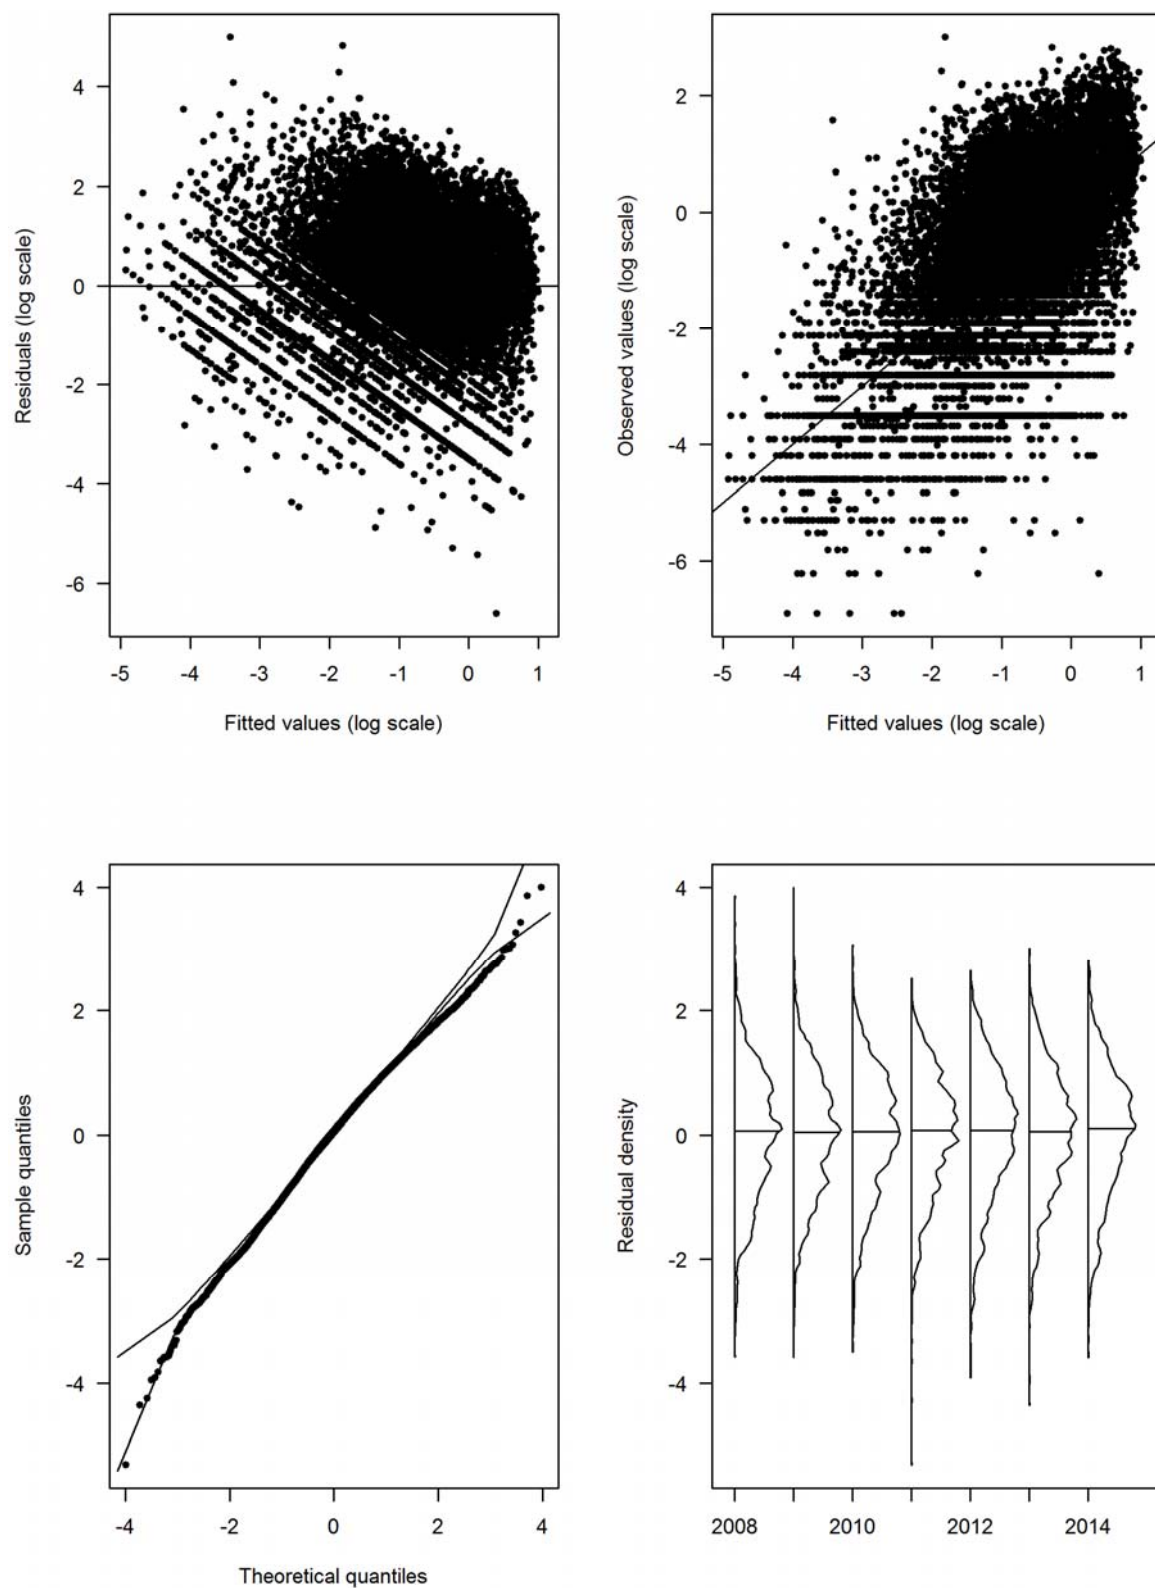 Residuals (log scale)
4
2
0
-2
-4
-6
-5 -4 -3 -2 -1 0 1
Fitted values (log scale)
Observed values (log scale)
2
0
-2
-4
-6
-5 -4 -3 -2 -1 0 1
Fitted values (log scale)
Sample quantiles
4
2
0
-2
-4
-4 -2 0 2 4
Theoretical quantiles
Residual density
4
2
0
-2
-4
2008 2010 2012 2014